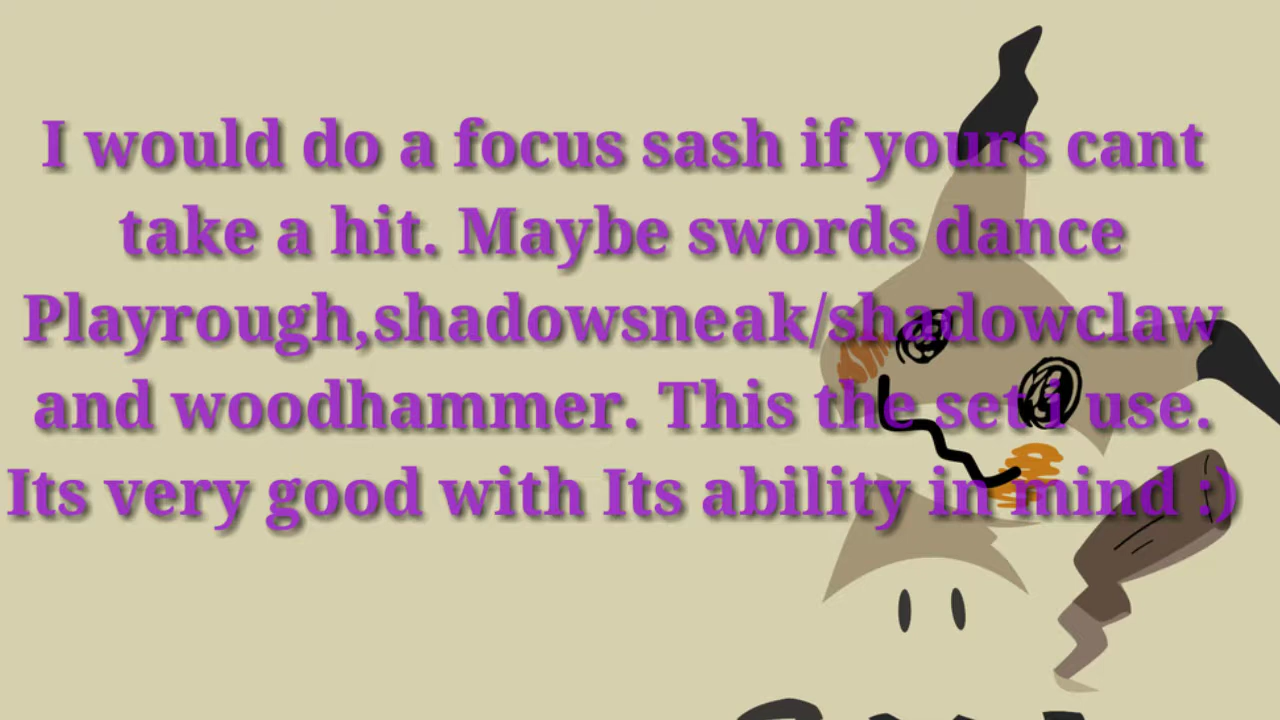 I would do a focus sash if yours cant
take a hit. Maybe swords dance
Playrough,shadowsneak/shadowclaw
and woodhammer. This the set i use.
Its very good with Its ability in mind :)